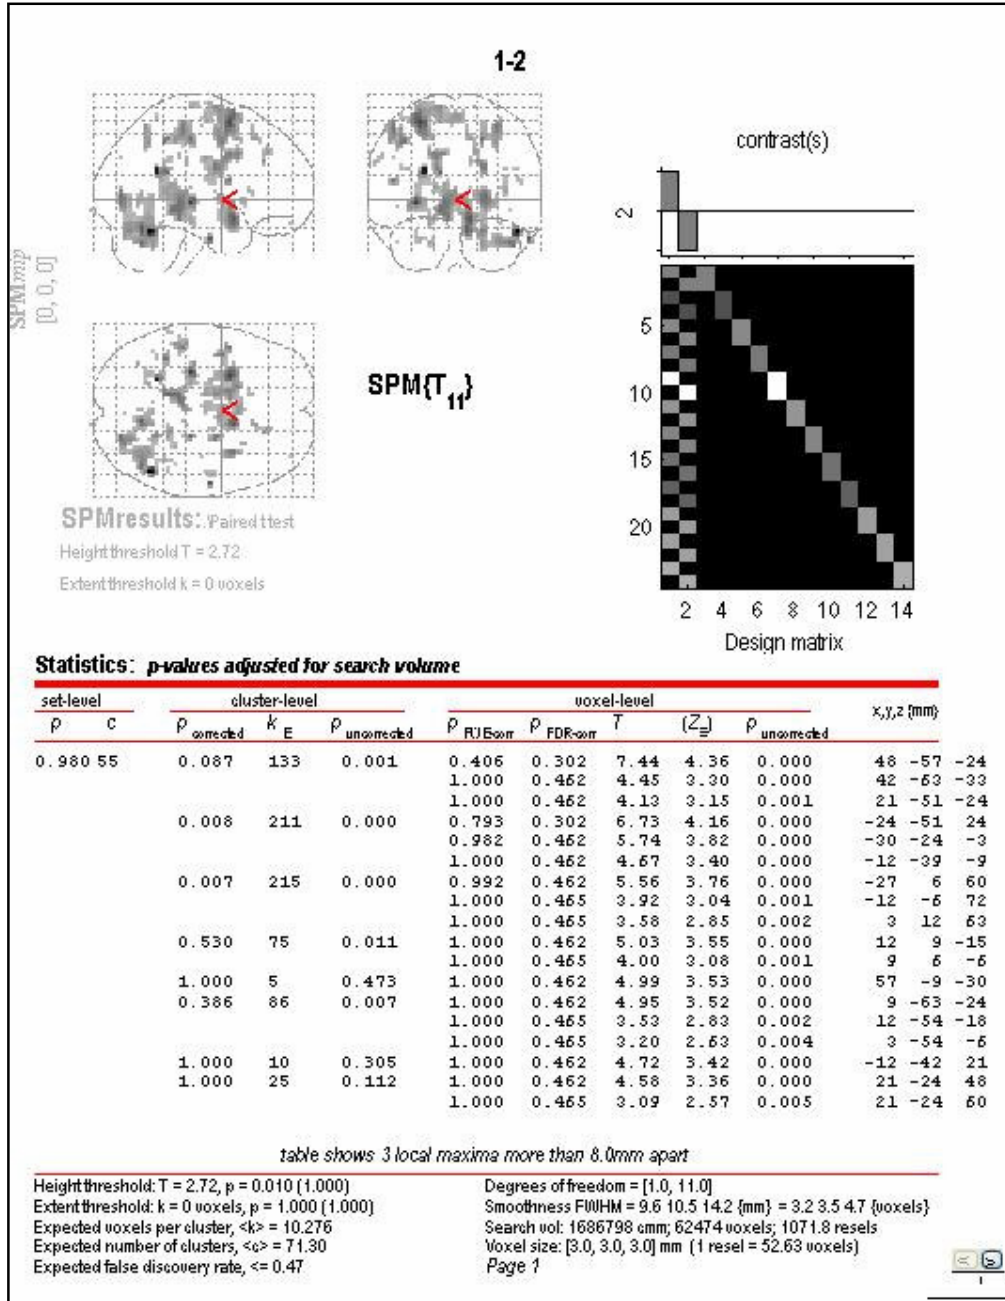 1-2
contrast(s)
2
SPMmip
[0, 0, 0]
SPM{T11}
5
10
15
20
2 4 6 8 10 12 14
Design matrix
SPMresults: .\Paired ttest
Height threshold T = 2.72
Extent threshold k = 0 voxels
Statistics: p-values adjusted for search volume
set-level cluster-level voxel-level x,y,z {mm}
p c p corrected k E p uncorrected p FWE-corr p FDR-corr T (Z≡) p uncorrected
0.980 55 0.087 133 0.001 0.406 0.302 7.44 4.36 0.000 48 -57 -24
1.000 0.462 4.45 3.30 0.000 42 -63 -33
1.000 0.462 4.13 3.15 0.001 21 -51 -24
0.008 211 0.000 0.793 0.302 6.73 4.16 0.000 -24 -51 24
0.982 0.462 5.74 3.82 0.000 -30 -24 -3
1.000 0.462 4.67 3.40 0.000 -12 -39 -9
0.007 215 0.000 0.992 0.462 5.56 3.76 0.000 -27 6 60
1.000 0.465 3.92 3.04 0.001 -12 -6 72
1.000 0.465 3.58 2.85 0.002 3 12 63
0.530 75 0.011 1.000 0.462 5.03 3.55 0.000 12 9 -15
1.000 0.465 4.00 3.08 0.001 9 6 -6
1.000 5 0.473 1.000 0.462 4.99 3.53 0.000 57 -9 -30
0.386 86 0.007 1.000 0.462 4.95 3.52 0.000 9 -63 -24
1.000 0.465 3.53 2.83 0.002 12 -54 -18
1.000 0.465 3.20 2.63 0.004 3 -54 -6
1.000 10 0.305 1.000 0.462 4.72 3.42 0.000 -12 -42 21
1.000 25 0.112 1.000 0.462 4.58 3.36 0.000 21 -24 48
1.000 0.465 3.09 2.57 0.005 21 -24 60
table shows 3 local maxima more than 8.0mm apart
Height threshold: T = 2.72, p = 0.010 (1.000)
Extent threshold: k = 0 voxels, p = 1.000 (1.000)
Expected voxels per cluster, <k> = 10.276
Expected number of clusters, <c> = 71.30
Expected false discovery rate, <= 0.47
Degrees of freedom = [1.0, 11.0]
Smoothness FWHM = 9.6 10.5 14.2 {mm} = 3.2 3.5 4.7 {voxels}
Search vol: 1686798 cmm; 62474 voxels; 1071.8 resels
Voxel size: [3.0, 3.0, 3.0] mm (1 resel = 52.63 voxels)
Page 1